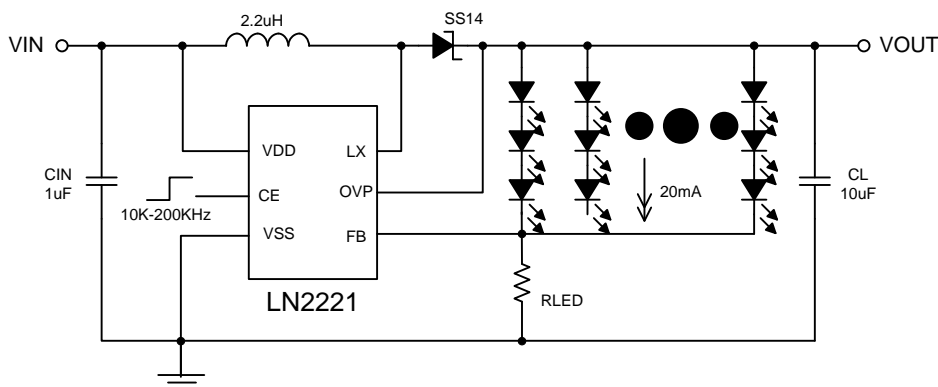 2.2uH
SS14
VIN
VOUT
VDD
LX
CIN
1uF
CE
OVP
20mA
CL
10uF
10K-200KHz
VSS
FB
LN2221
RLED